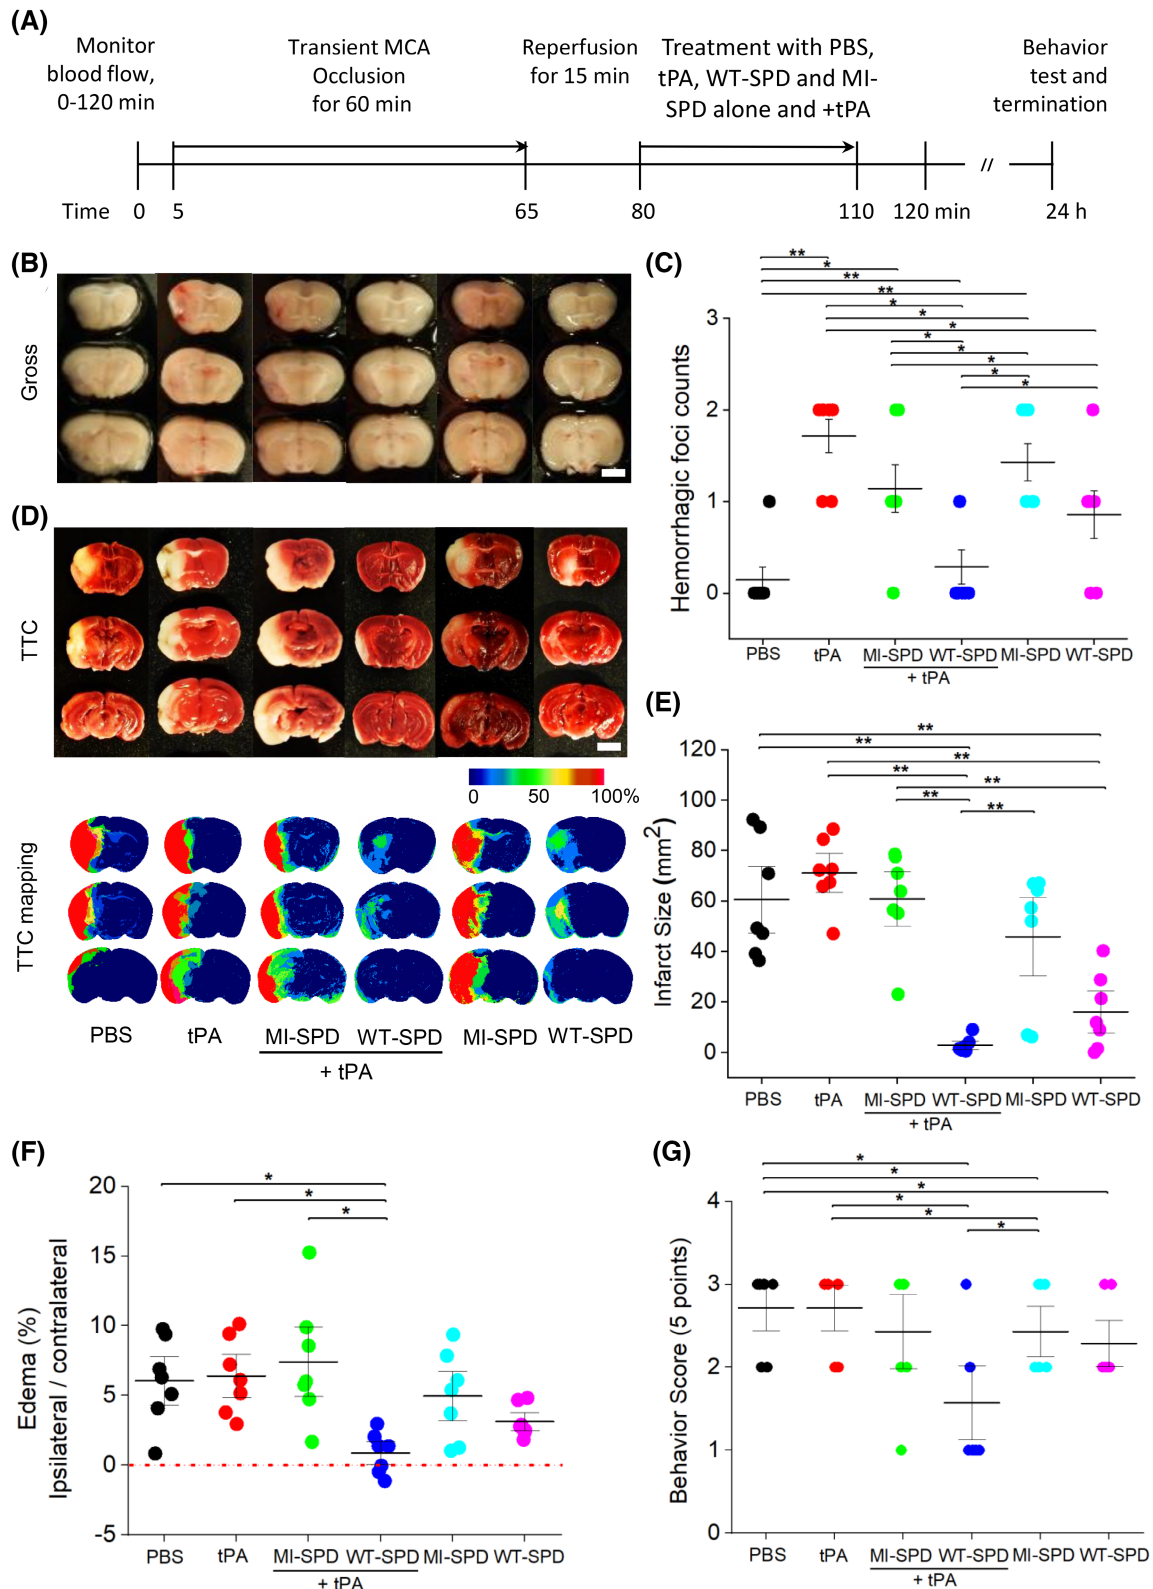 (A)
Monitor
blood flow,
0-120 min
Transient MCA
Occlusion
for 60 min
Reperfusion
for 15 min
Treatment with PBS,
tPA, WT-SPD and MI-
SPD alone and +tPA
Behavior
test and
termination
//
Time 0 5 65 80 110 120 min 24 h
(B)
Gross
(C)
** * ** ** * * * * * * * *
Hemorrhagic foci counts
3
2
1
0
PBS tPA MI-SPD WT-SPD MI-SPD WT-SPD
+ tPA
(D)
TTC
0 50 100%
TTC mapping
PBS tPA MI-SPD WT-SPD MI-SPD WT-SPD
+ tPA
(E)
** ** ** ** ** ** **
Infarct Size (mm2)
120
100
80
60
40
20
0
PBS tPA MI-SPD WT-SPD MI-SPD WT-SPD
+ tPA
(F)
* * *
Edema (%)
Ipsilateral / contralateral
20
15
10
5
0
-5
PBS tPA MI-SPD WT-SPD MI-SPD WT-SPD
+ tPA
(G)
* * * * * *
Behavior Score (5 points)
4
3
2
1
0
PBS tPA MI-SPD WT-SPD MI-SPD WT-SPD
+ tPA